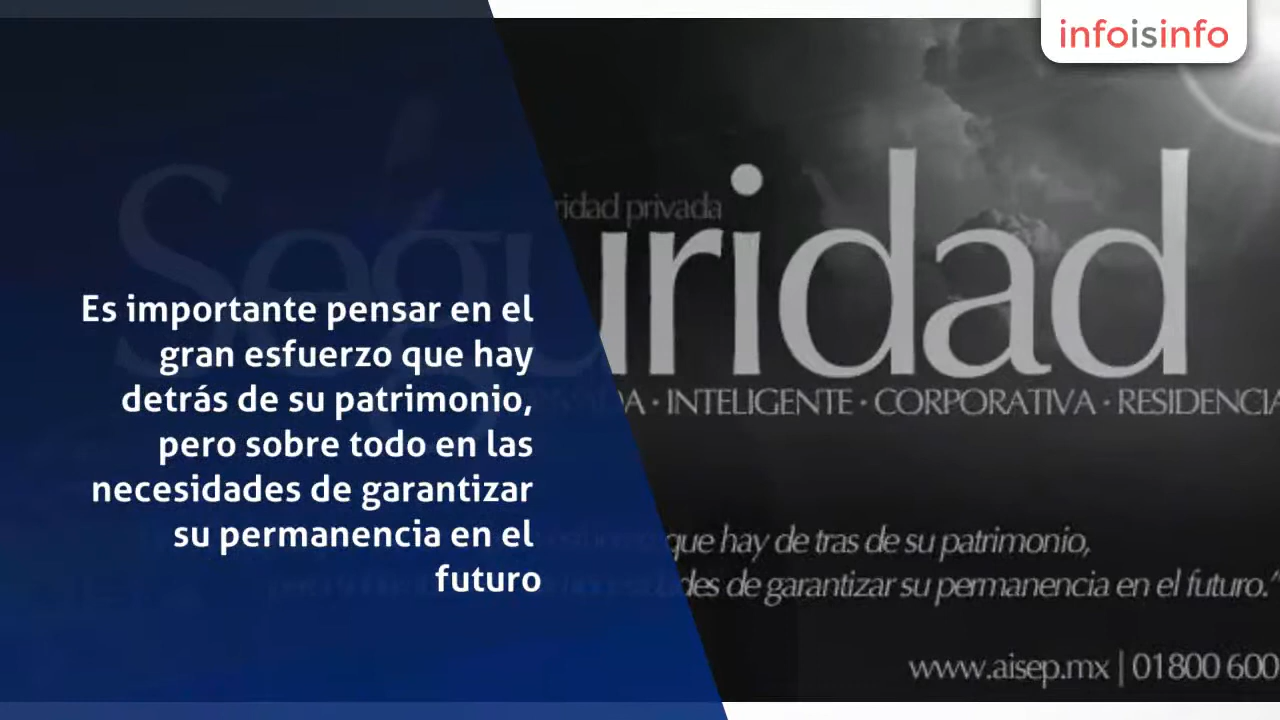 infoisinfo
ridad privada
Seguridad
DA · INTELIGENTE · CORPORATIVA · RESIDENCIA
Es importante pensar en el
gran esfuerzo que hay
detrás de su patrimonio,
pero sobre todo en las
necesidades de garantizar
su permanencia en el
futuro
que hay de tras de su patrimonio,
des de garantizar su permanencia en el futuro."
www.aisep.mx | 01800 600